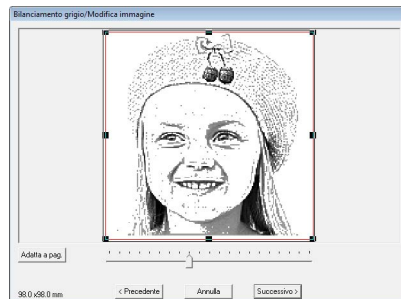 Bilanciamento grigio/Modifica immagine
Adatta a pag.
98.0 x98.0 mm
< Precedente
Annulla
Successivo >